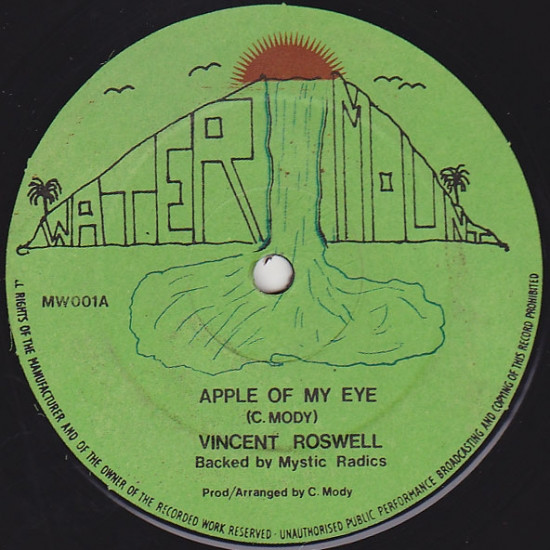 WATER MOUNT
MW001A
APPLE OF MY EYE
(C. MODY)
VINCENT ROSWELL
Backed by Mystic Radics
Prod/Arranged by C. Mody
LL RIGHTS OF THE MANUFACTURER AND OF THE OWNER OF THE RECORDED WORK RESERVED · UNAUTHORISED PUBLIC PERFORMANCE BROADCASTING AND COPYING OF THIS RECORD PROHIBITED